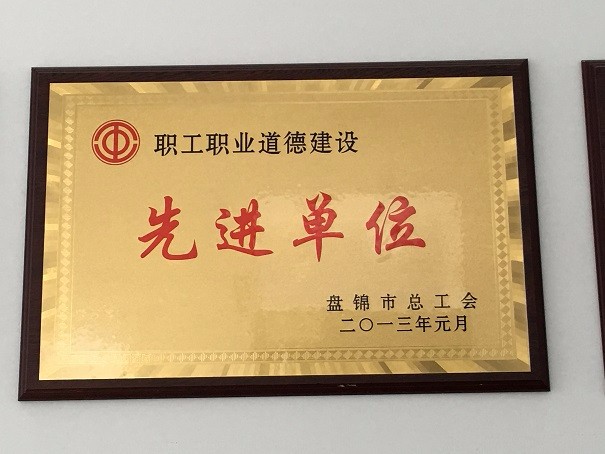 职工职业道德建设
先进单位
盘锦市总工会
二〇一三年元月